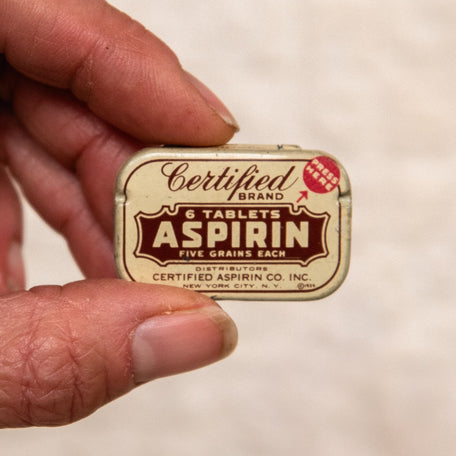 Certified
BRAND
PRESS
HERE
6 TABLETS
ASPIRIN
FIVE GRAINS EACH
DISTRIBUTORS
CERTIFIED ASPIRIN CO. INC.
NEW YORK CITY, N. Y.